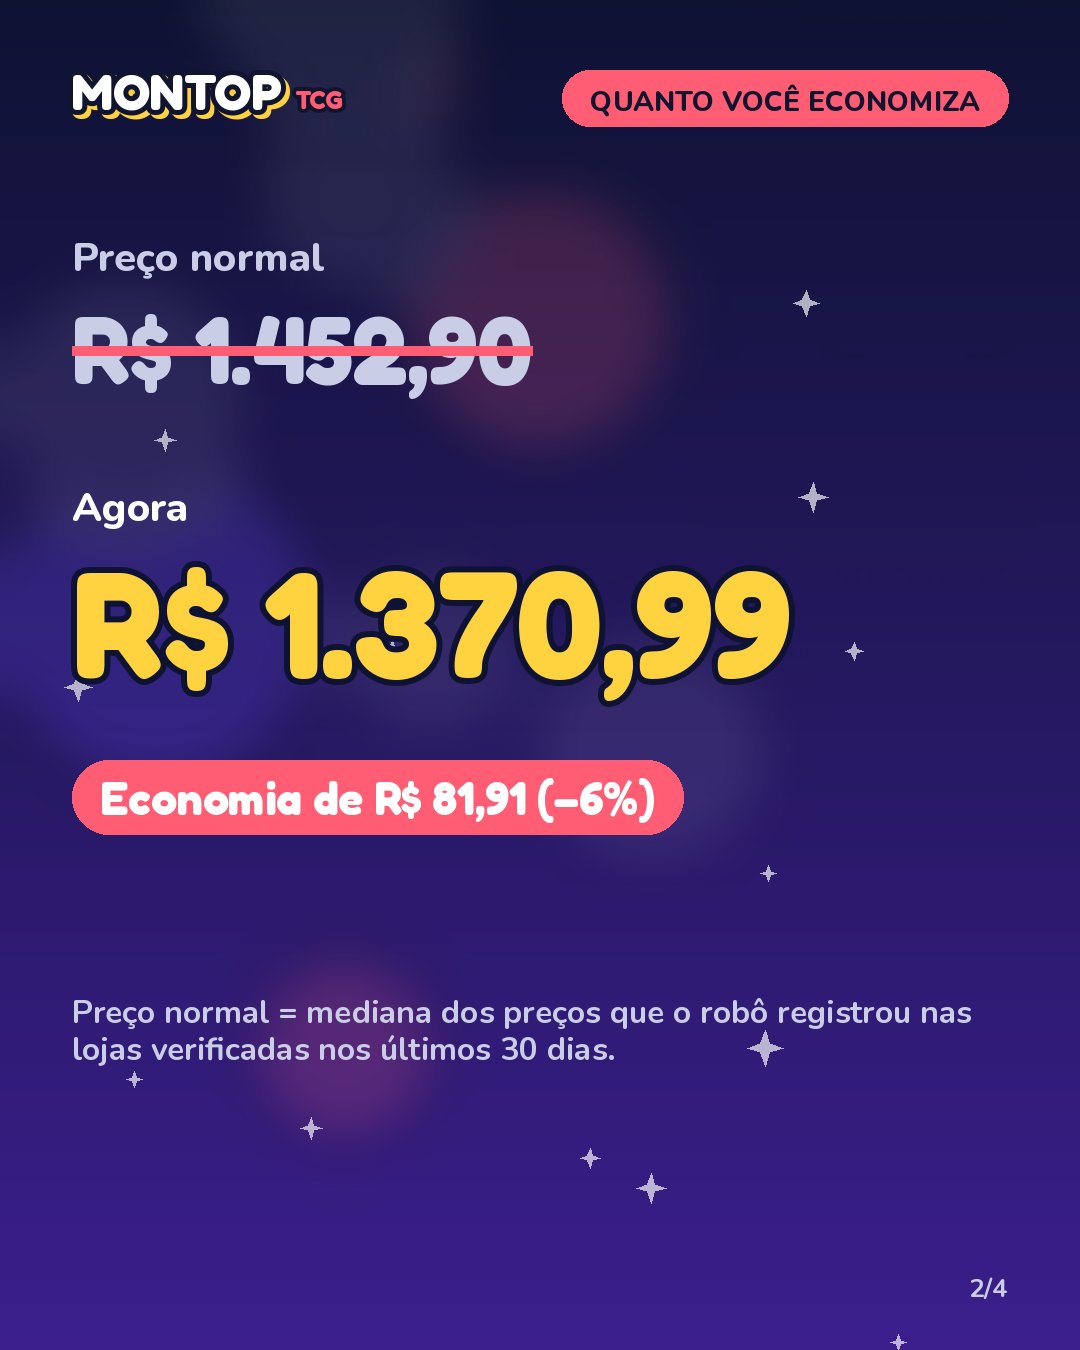 MONTOP TCG
QUANTO VOCÊ ECONOMIZA
Preço normal
R$ 1.452,90
Agora
R$ 1.370,99
Economia de R$ 81,91 (−6%)
Preço normal = mediana dos preços que o robô registrou nas
lojas verificadas nos últimos 30 dias.
2/4